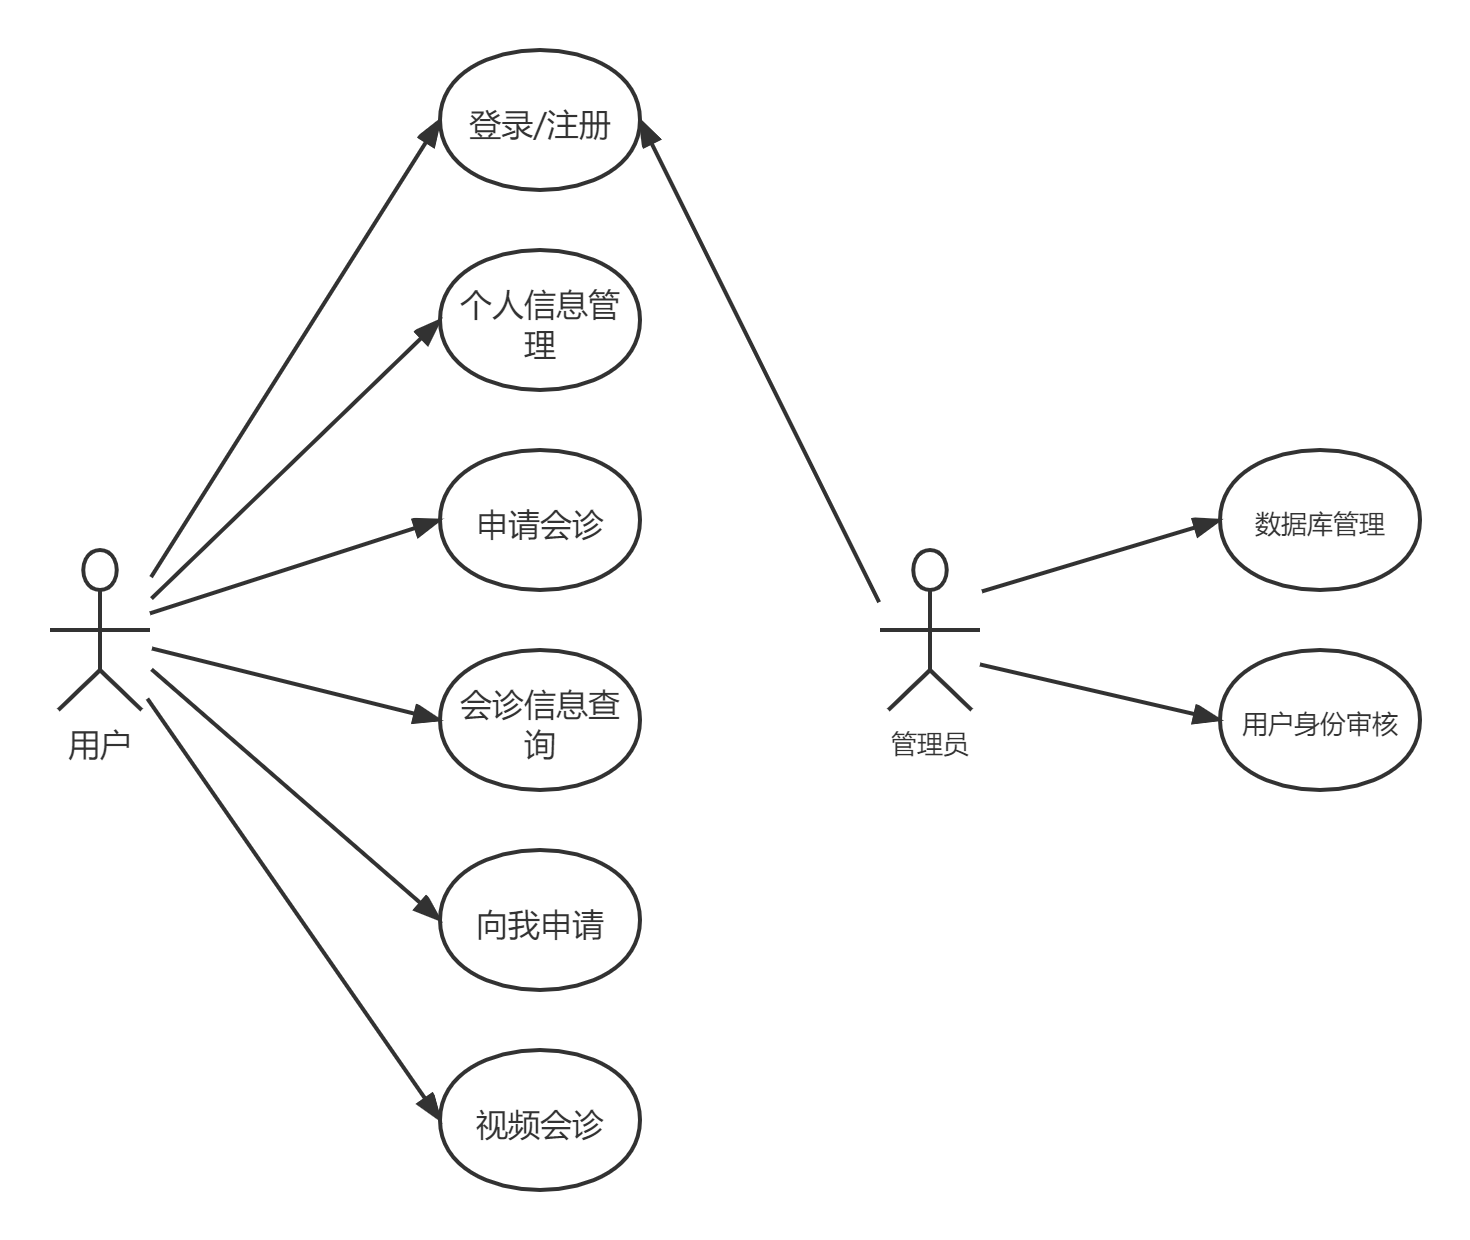 登录/注册
个人信息管
理
申请会诊
会诊信息查
询
向我申请
视频会诊
用户
管理员
数据库管理
用户身份审核